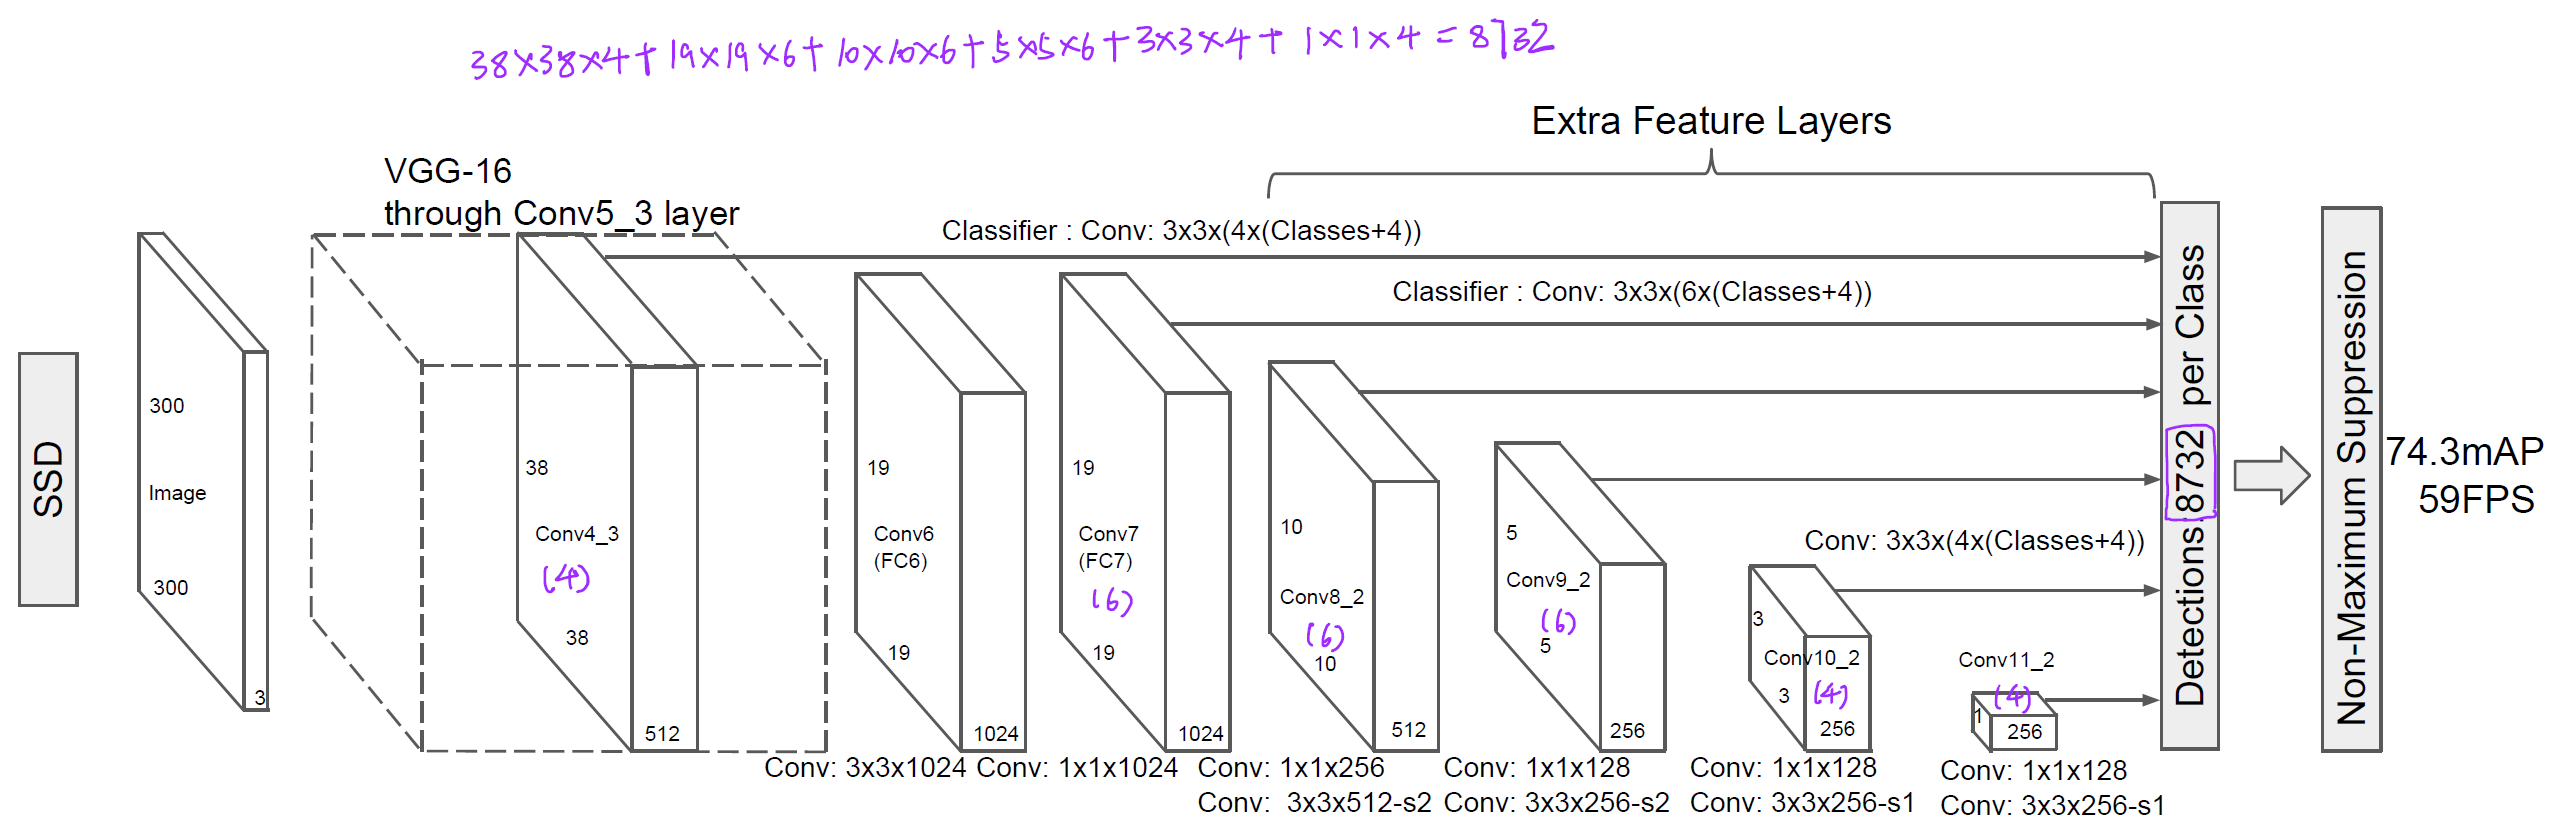 38×38×4+19×19×6+10×10×6+5×5×6+3×3×4+1×1×4=8732
Extra Feature Layers
VGG-16
through Conv5_3 layer
Classifier : Conv: 3x3x(4x(Classes+4))
Classifier : Conv: 3x3x(6x(Classes+4))
SSD
300
Image
300
3
38
Conv4_3
(4)
38
512
19
Conv6
(FC6)
19
1024
19
Conv7
(FC7)
(6)
19
1024
10
Conv8_2
(6)
10
512
5
Conv9_2
(6)
5
256
Conv: 3x3x(4x(Classes+4))
3
Conv10_2
3
(4)
256
Conv11_2
(4)
1
256
Detections:8732 per Class
Non-Maximum Suppression
74.3mAP
59FPS
Conv: 3x3x1024 Conv: 1x1x1024 Conv: 1x1x256 Conv: 1x1x128 Conv: 1x1x128 Conv: 1x1x128
Conv: 3x3x512-s2 Conv: 3x3x256-s2 Conv: 3x3x256-s1 Conv: 3x3x256-s1